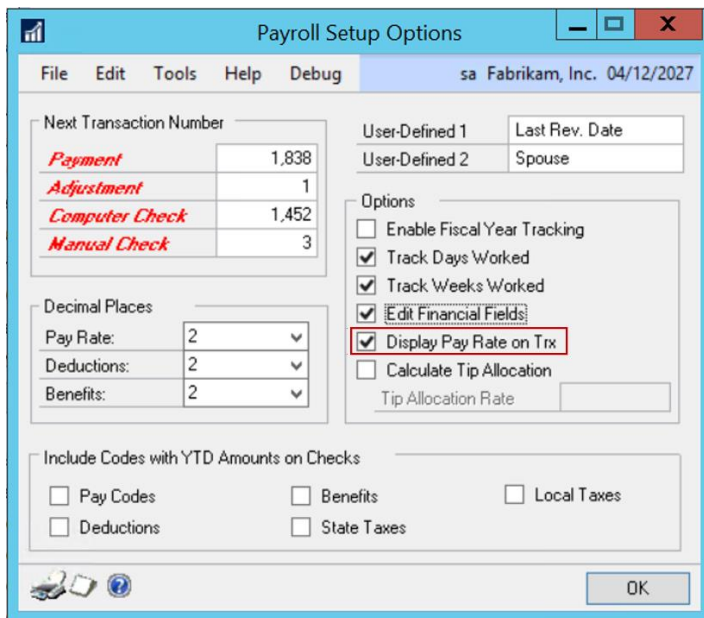 Payroll Setup Options
File Edit Tools Help Debug sa Fabrikam, Inc. 04/12/2027
Next Transaction Number
Payment 1,838
Adjustment 1
Computer Check 1,452
Manual Check 3
User-Defined 1 Last Rev. Date
User-Defined 2 Spouse
Options
Enable Fiscal Year Tracking
Track Days Worked
Track Weeks Worked
Edit Financial Fields
Display Pay Rate on Trx
Calculate Tip Allocation
Tip Allocation Rate
Decimal Places
Pay Rate: 2
Deductions: 2
Benefits: 2
Include Codes with YTD Amounts on Checks
Pay Codes Benefits Local Taxes
Deductions State Taxes
OK